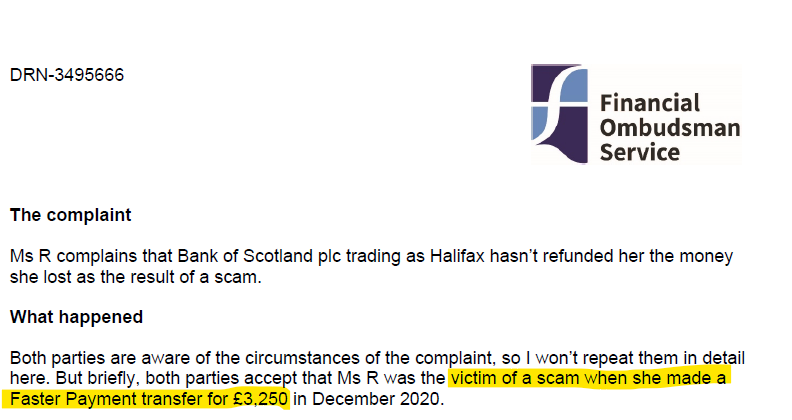 DRN-3495666
Financial
Ombudsman
Service
The complaint
Ms R complains that Bank of Scotland plc trading as Halifax hasn’t refunded her the money
she lost as the result of a scam.
What happened
Both parties are aware of the circumstances of the complaint, so I won’t repeat them in detail
here. But briefly, both parties accept that Ms R was the victim of a scam when she made a
Faster Payment transfer for £3,250 in December 2020.